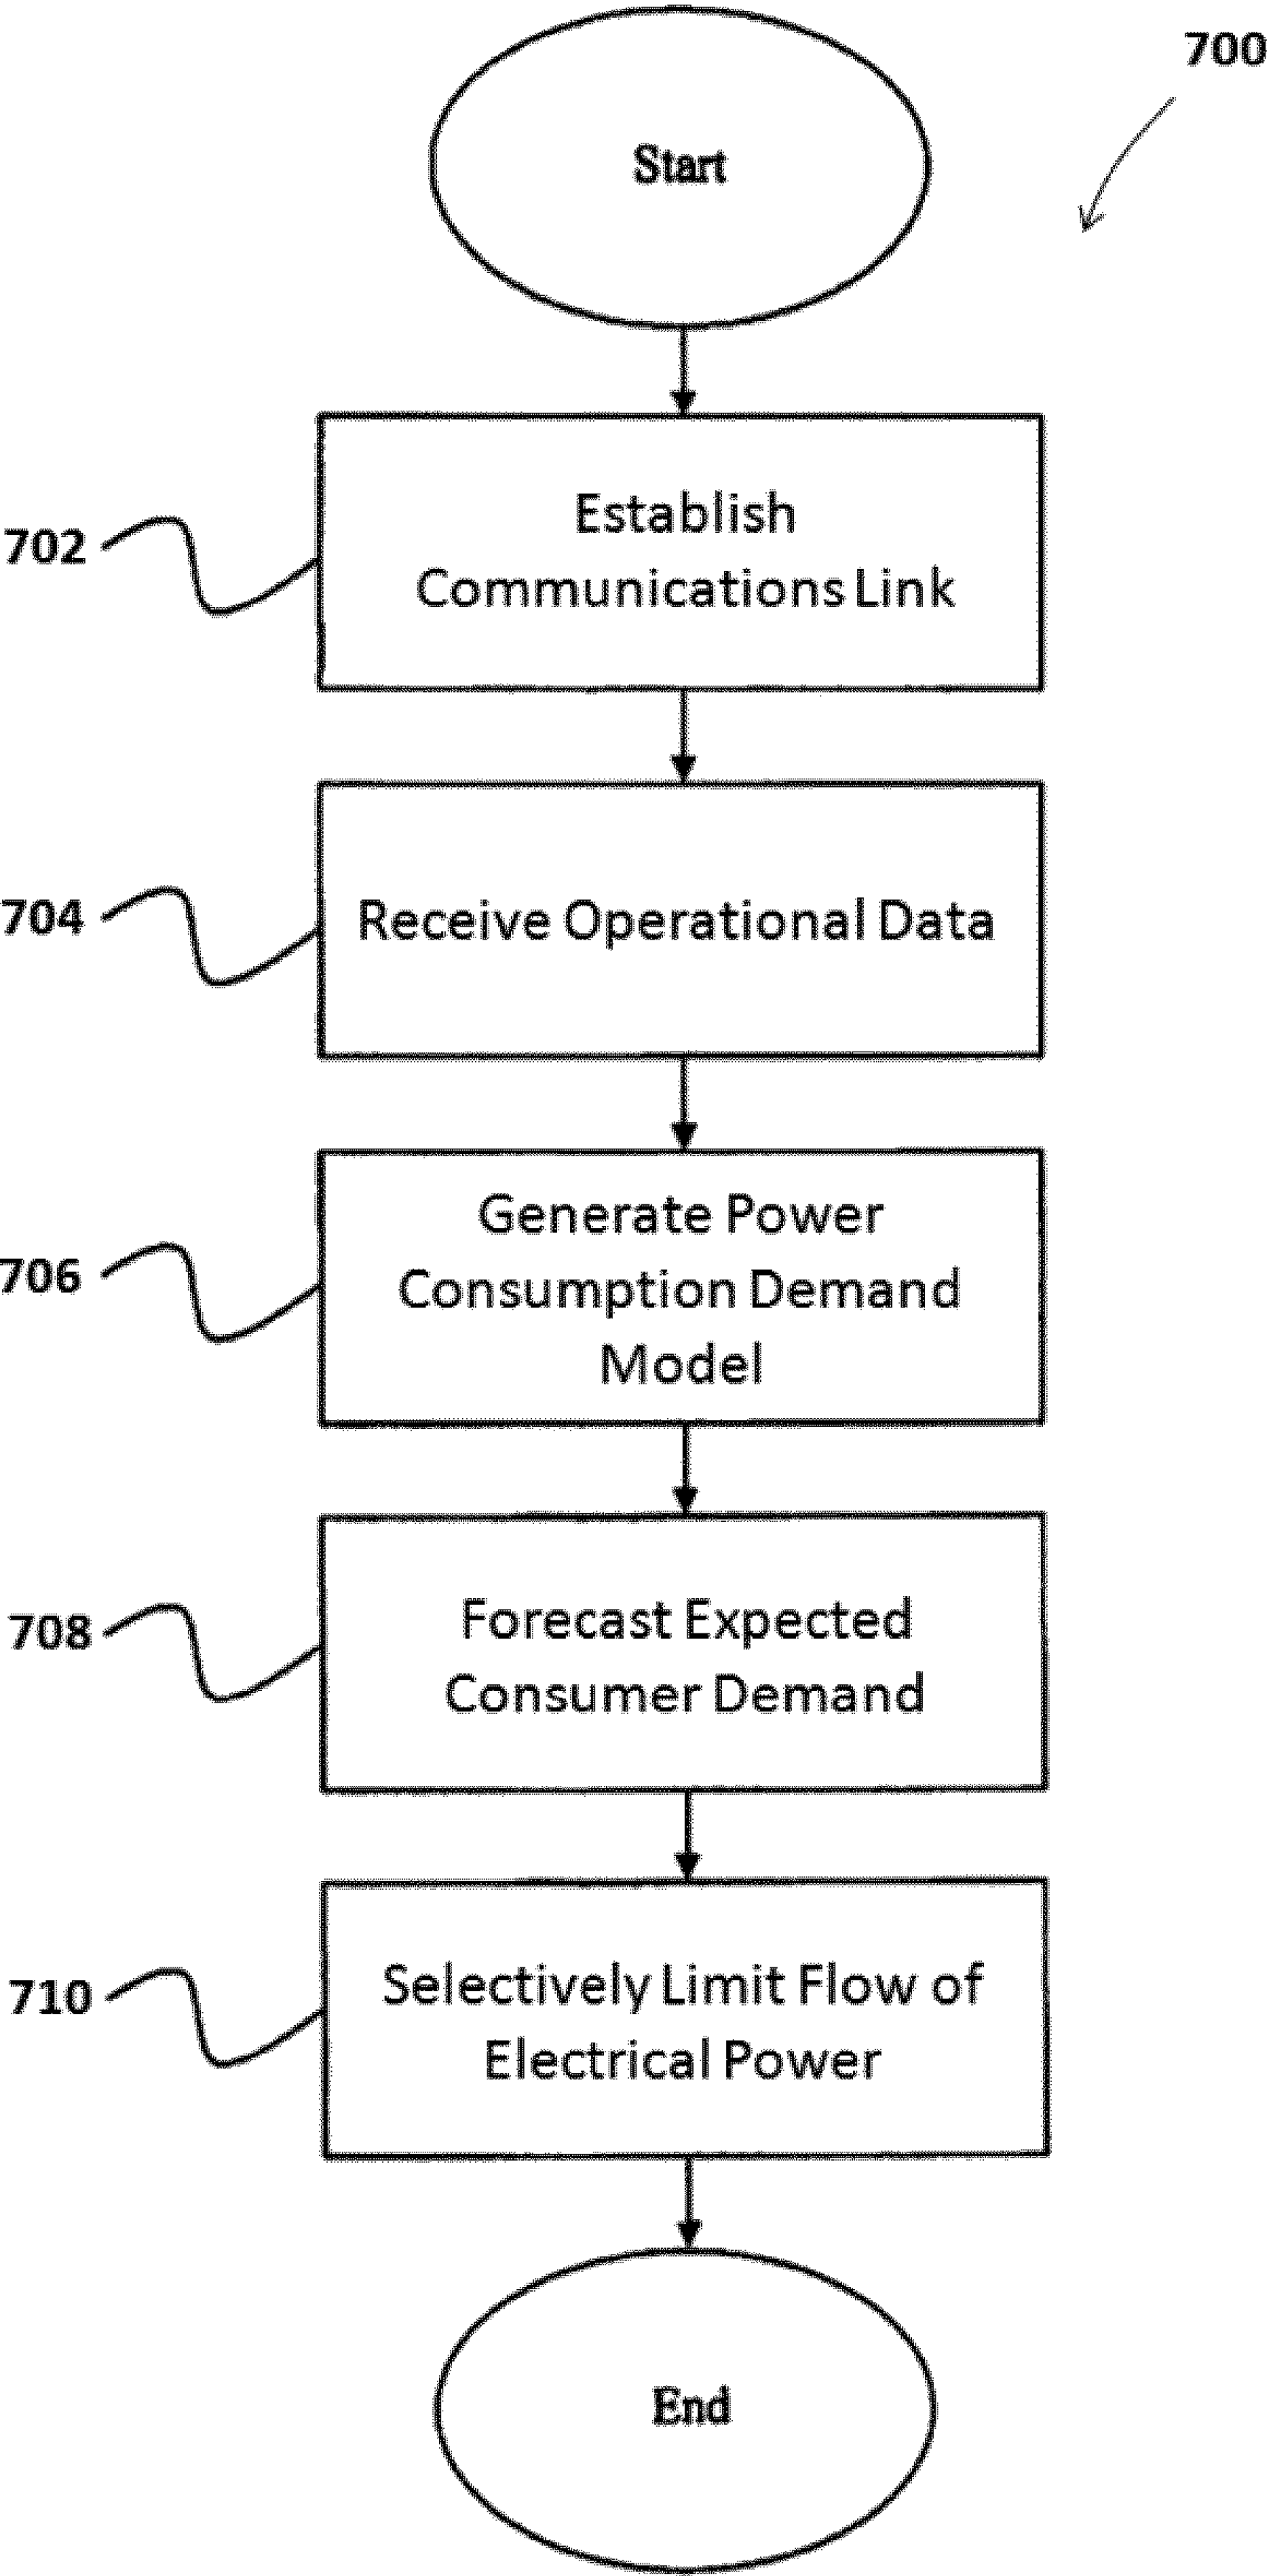 700
Start
702
Establish
Communications Link
704
Receive Operational Data
706
Generate Power
Consumption Demand
Model
708
Forecast Expected
Consumer Demand
710
Selectively Limit Flow of
Electrical Power
End